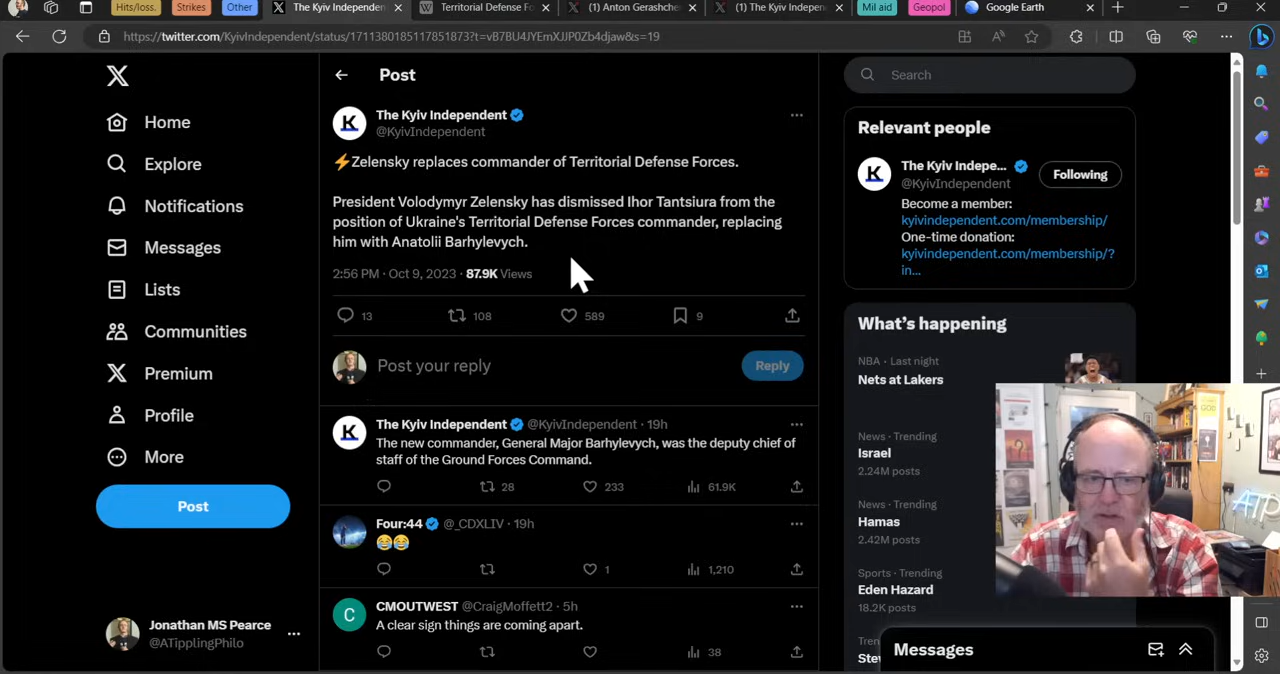 Hits/loss.
Strikes
Other
The Kyiv Independen
Territorial Defense Fo
(1) Anton Gerashchen
(1) The Kyiv Independ
Mil aid
Geopol
Google Earth
https://twitter.com/KyivIndependent/status/1711380185117851873?t=vB7BU4JYEmXJJP0Zb4djaw&s=19
Home
Explore
Notifications
Messages
Lists
Communities
Premium
Profile
More
Post
Jonathan MS Pearce
@ATipplingPhilo
Post
The Kyiv Independent
@KyivIndependent
⚡Zelensky replaces commander of Territorial Defense Forces.
President Volodymyr Zelensky has dismissed Ihor Tantsiura from the
position of Ukraine's Territorial Defense Forces commander, replacing
him with Anatolii Barhylevych.
2:56 PM · Oct 9, 2023 · 87.9K Views
13 108 589 9
Post your reply
Reply
The Kyiv Independent @KyivIndependent · 19h
The new commander, General Major Barhylevych, was the deputy chief of
staff of the Ground Forces Command.
28 233 61.9K
Four:44 @_CDXLIV · 19h
😂😂
1 1,210
CMOUTWEST @CraigMoffett2 · 5h
A clear sign things are coming apart.
38
Search
Relevant people
The Kyiv Indepe...
@KyivIndependent
Following
Become a member:
kyivindependent.com/membership/
One-time donation:
kyivindependent.com/membership/?
in...
What's happening
NBA · Last night
Nets at Lakers
News · Trending
Israel
2.24M posts
News · Trending
Hamas
2.42M posts
Sports · Trending
Eden Hazard
18.2K posts
Messages
GOD
ATP